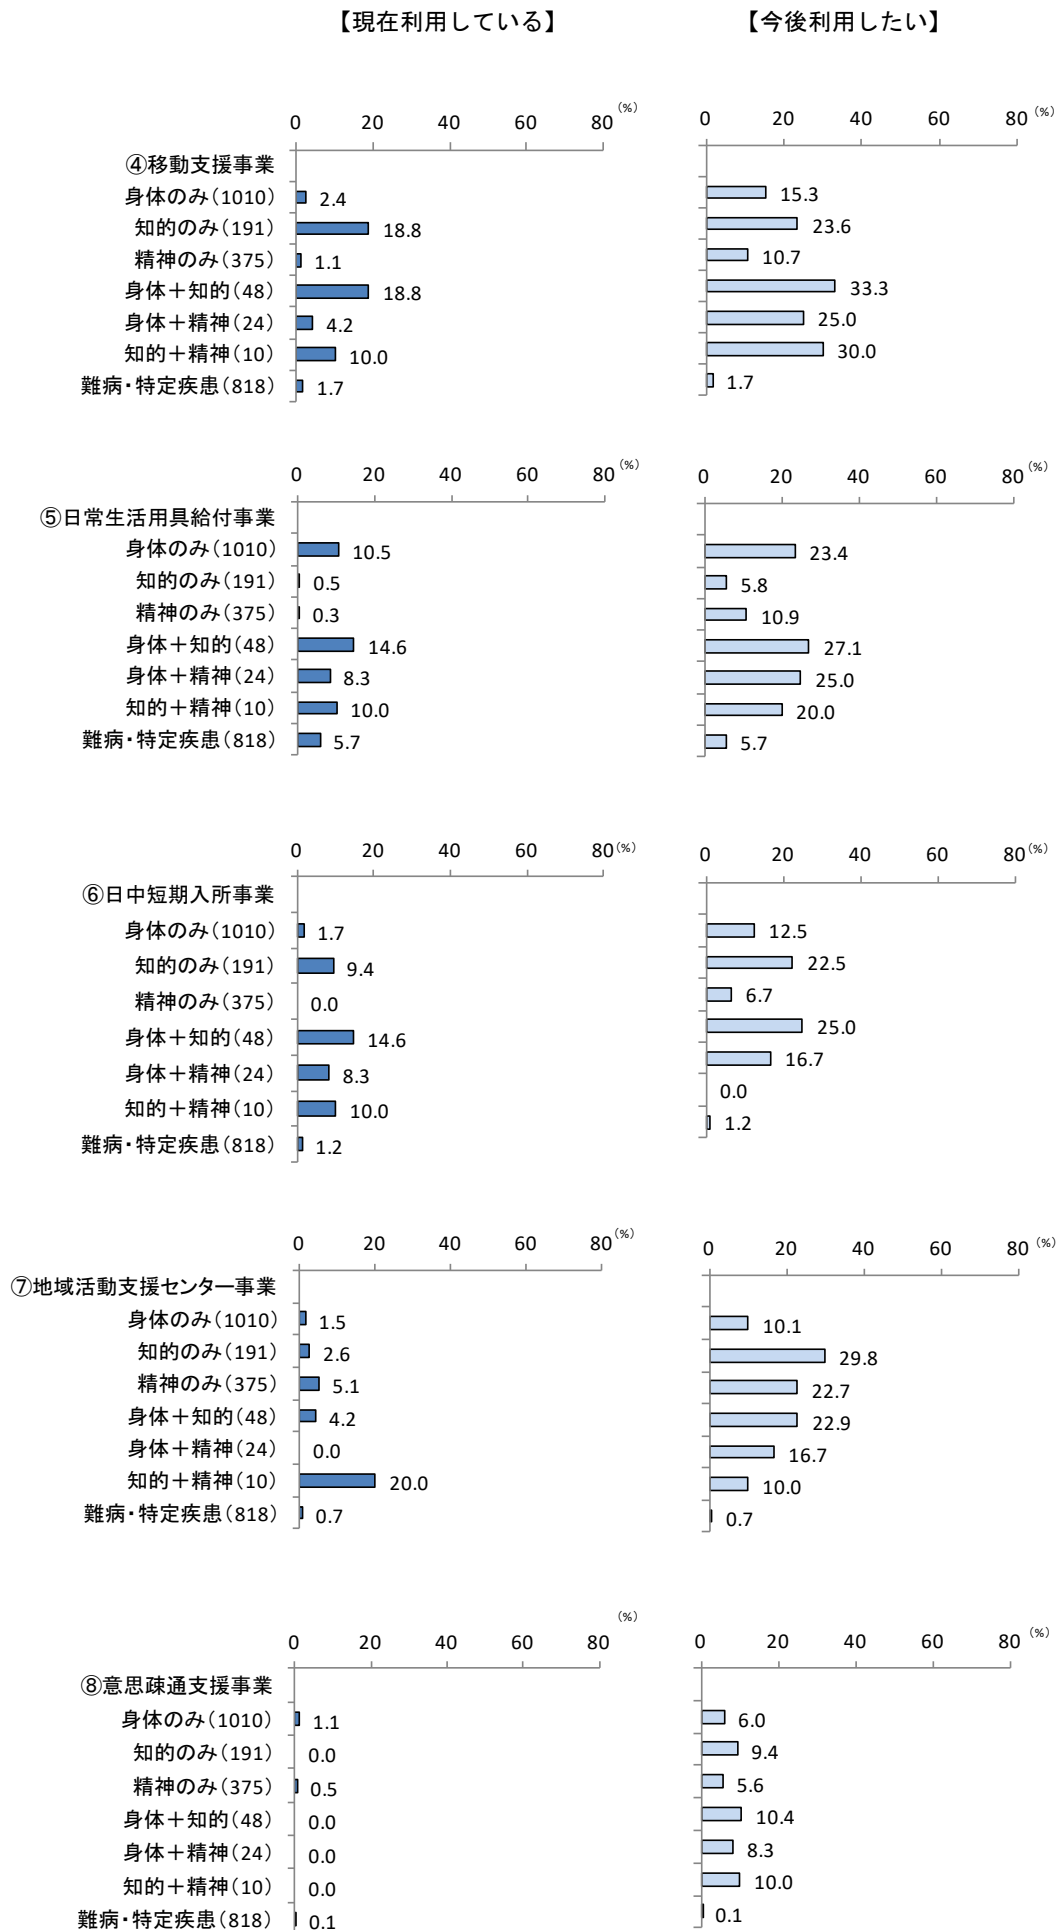 【現在利用している】 【今後利用したい】
0 20 40 60 80 (%) 0 20 40 60 80 (%)
④移動支援事業
身体のみ(1010) 2.4 15.3
知的のみ(191) 18.8 23.6
精神のみ(375) 1.1 10.7
身体＋知的(48) 18.8 33.3
身体＋精神(24) 4.2 25.0
知的＋精神(10) 10.0 30.0
難病・特定疾患(818) 1.7 1.7
0 20 40 60 80 (%) 0 20 40 60 80 (%)
⑤日常生活用具給付事業
身体のみ(1010) 10.5 23.4
知的のみ(191) 0.5 5.8
精神のみ(375) 0.3 10.9
身体＋知的(48) 14.6 27.1
身体＋精神(24) 8.3 25.0
知的＋精神(10) 10.0 20.0
難病・特定疾患(818) 5.7 5.7
0 20 40 60 80 (%) 0 20 40 60 80 (%)
⑥日中短期入所事業
身体のみ(1010) 1.7 12.5
知的のみ(191) 9.4 22.5
精神のみ(375) 0.0 6.7
身体＋知的(48) 14.6 25.0
身体＋精神(24) 8.3 16.7
知的＋精神(10) 10.0 0.0
難病・特定疾患(818) 1.2 1.2
0 20 40 60 80 (%) 0 20 40 60 80 (%)
⑦地域活動支援センター事業
身体のみ(1010) 1.5 10.1
知的のみ(191) 2.6 29.8
精神のみ(375) 5.1 22.7
身体＋知的(48) 4.2 22.9
身体＋精神(24) 0.0 16.7
知的＋精神(10) 20.0 10.0
難病・特定疾患(818) 0.7 0.7
0 20 40 60 80 (%) 0 20 40 60 80 (%)
⑧意思疎通支援事業
身体のみ(1010) 1.1 6.0
知的のみ(191) 0.0 9.4
精神のみ(375) 0.5 5.6
身体＋知的(48) 0.0 10.4
身体＋精神(24) 0.0 8.3
知的＋精神(10) 0.0 10.0
難病・特定疾患(818) 0.1 0.1